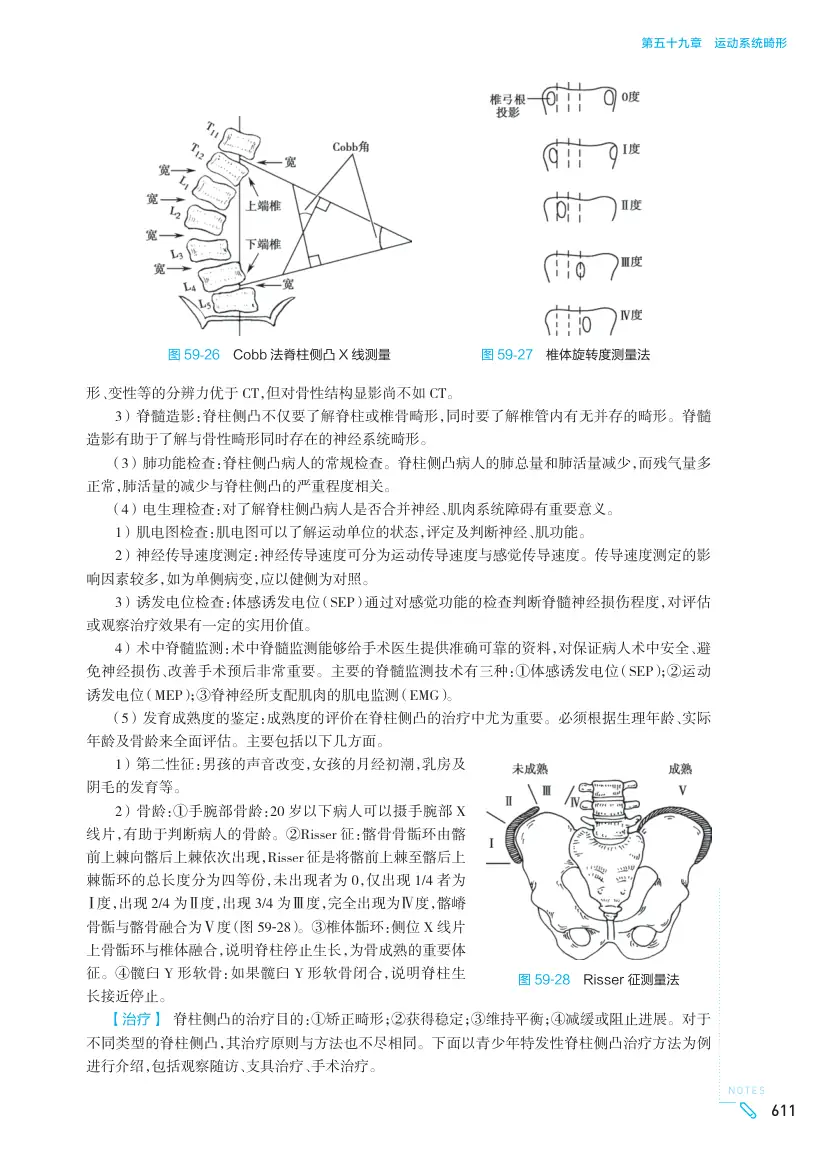 第五十九章 运动系统畸形
T11
T12
L1
L2
L3
L4
L5
宽
宽
宽
宽
宽
宽
上端椎
下端椎
Cobb角
图 59-26 Cobb 法脊柱侧凸 X 线测量
椎弓根
投影
0度
Ⅰ度
Ⅱ度
Ⅲ度
Ⅳ度
图 59-27 椎体旋转度测量法
形、变性等的分辨力优于 CT,但对骨性结构显影尚不如 CT。
3)脊髓造影:脊柱侧凸不仅要了解脊柱或椎骨畸形,同时要了解椎管内有无并存的畸形。脊髓
造影有助于了解与骨性畸形同时存在的神经系统畸形。
(3)肺功能检查:脊柱侧凸病人的常规检查。脊柱侧凸病人的肺总量和肺活量减少,而残气量多
正常,肺活量的减少与脊柱侧凸的严重程度相关。
(4)电生理检查:对了解脊柱侧凸病人是否合并神经、肌肉系统障碍有重要意义。
1)肌电图检查:肌电图可以了解运动单位的状态,评定及判断神经、肌功能。
2)神经传导速度测定:神经传导速度可分为运动传导速度与感觉传导速度。传导速度测定的影
响因素较多,如为单侧病变,应以健侧为对照。
3)诱发电位检查:体感诱发电位(SEP)通过对感觉功能的检查判断脊髓神经损伤程度,对评估
或观察治疗效果有一定的实用价值。
4)术中脊髓监测:术中脊髓监测能够给手术医生提供准确可靠的资料,对保证病人术中安全、避
免神经损伤、改善手术预后非常重要。主要的脊髓监测技术有三种:①体感诱发电位(SEP);②运动
诱发电位(MEP);③脊神经所支配肌肉的肌电监测(EMG)。
(5)发育成熟度的鉴定:成熟度的评价在脊柱侧凸的治疗中尤为重要。必须根据生理年龄、实际
年龄及骨龄来全面评估。主要包括以下几方面。
1)第二性征:男孩的声音改变,女孩的月经初潮,乳房及
阴毛的发育等。
2)骨龄:①手腕部骨龄:20 岁以下病人可以摄手腕部 X
线片,有助于判断病人的骨龄。②Risser 征:髂骨骨骺环由髂
前上棘向髂后上棘依次出现,Risser 征是将髂前上棘至髂后上
棘骺环的总长度分为四等份,未出现者为 0,仅出现 1/4 者为
Ⅰ度,出现 2/4 为Ⅱ度,出现 3/4 为Ⅲ度,完全出现为Ⅳ度,髂嵴
骨骺与髂骨融合为Ⅴ度(图 59-28)。③椎体骺环:侧位 X 线片
上骨骺环与椎体融合,说明脊柱停止生长,为骨成熟的重要体
征。④髋臼 Y 形软骨:如果髋臼 Y 形软骨闭合,说明脊柱生
长接近停止。
未成熟
成熟
Ⅰ
Ⅱ
Ⅲ
Ⅳ
Ⅴ
图 59-28 Risser 征测量法
【治疗】 脊柱侧凸的治疗目的:①矫正畸形;②获得稳定;③维持平衡;④减缓或阻止进展。对于
不同类型的脊柱侧凸,其治疗原则与方法也不尽相同。下面以青少年特发性脊柱侧凸治疗方法为例
进行介绍,包括观察随访、支具治疗、手术治疗。
NOTES
611